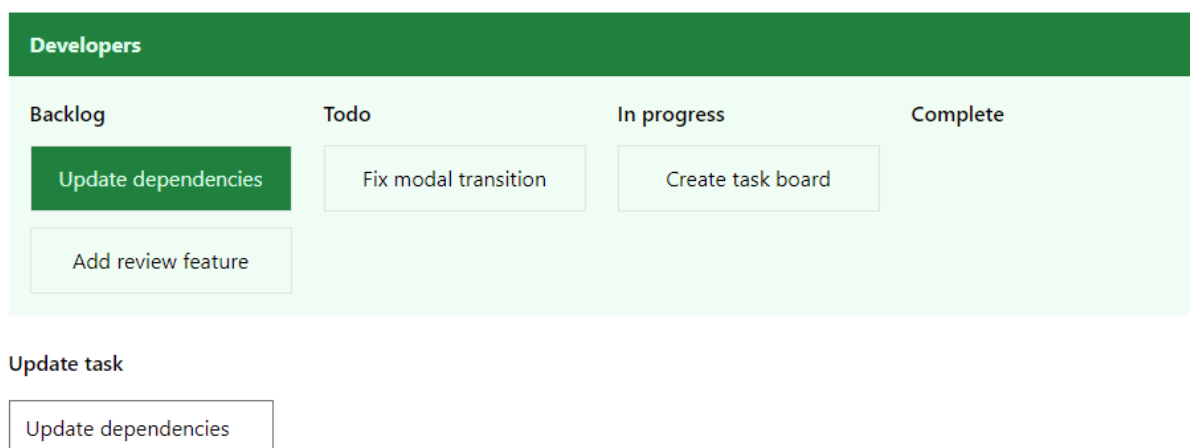 Developers
Backlog Todo In progress Complete
Update dependencies Fix modal transition Create task board
Add review feature
Update task
Update dependencies